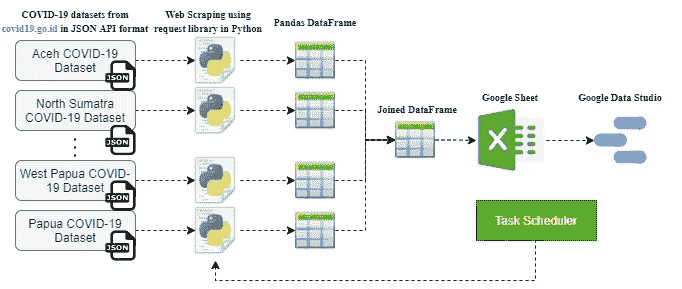 COVID-19 datasets from
covid19.go.id in JSON API format
Web Scraping using
request library in Python
Pandas DataFrame
Aceh COVID-19
Dataset
JSON
North Sumatra
COVID-19 Dataset
JSON
Joined DataFrame
Google Sheet
X
Google Data Studio
West Papua COVID-
19 Dataset
JSON
Papua COVID-19
Dataset
JSON
Task Scheduler